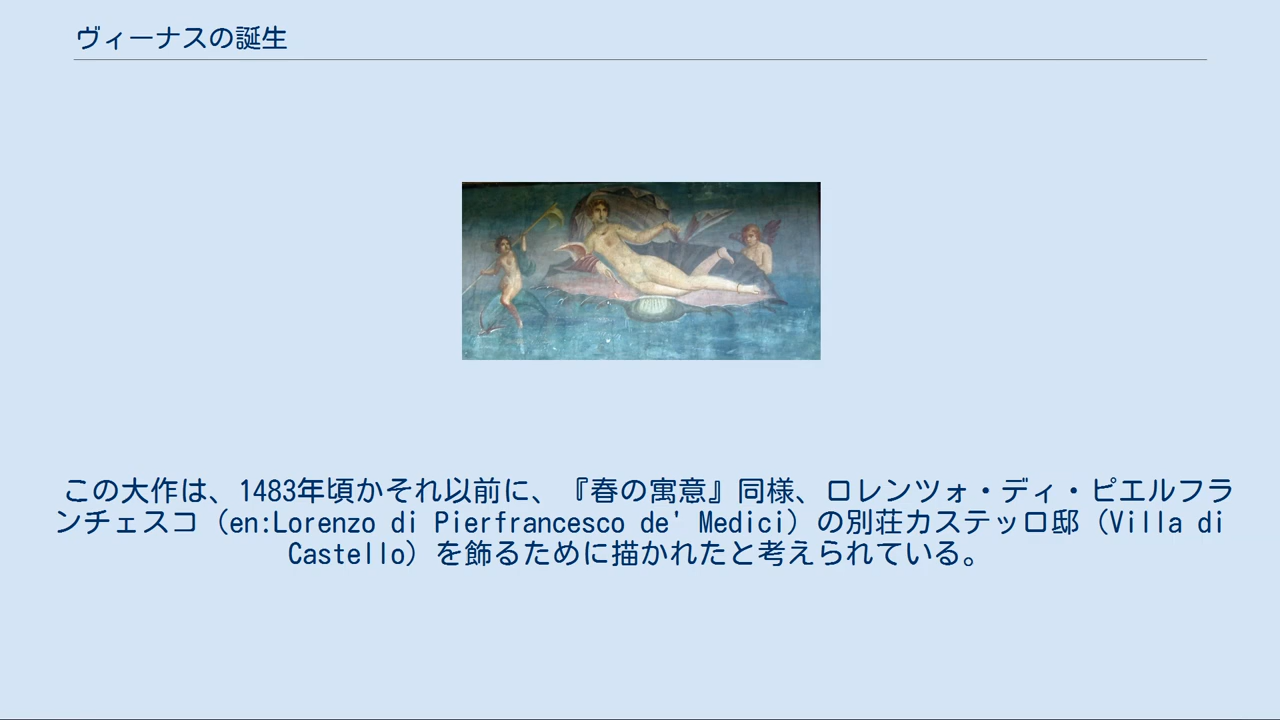 ヴィーナスの誕生
この大作は、1483年頃かそれ以前に、『春の寓意』同様、ロレンツォ・ディ・ピエルフラ
ンチェスコ（en:Lorenzo di Pierfrancesco de' Medici）の別荘カステッロ邸（Villa di
Castello）を飾るために描かれたと考えられている。